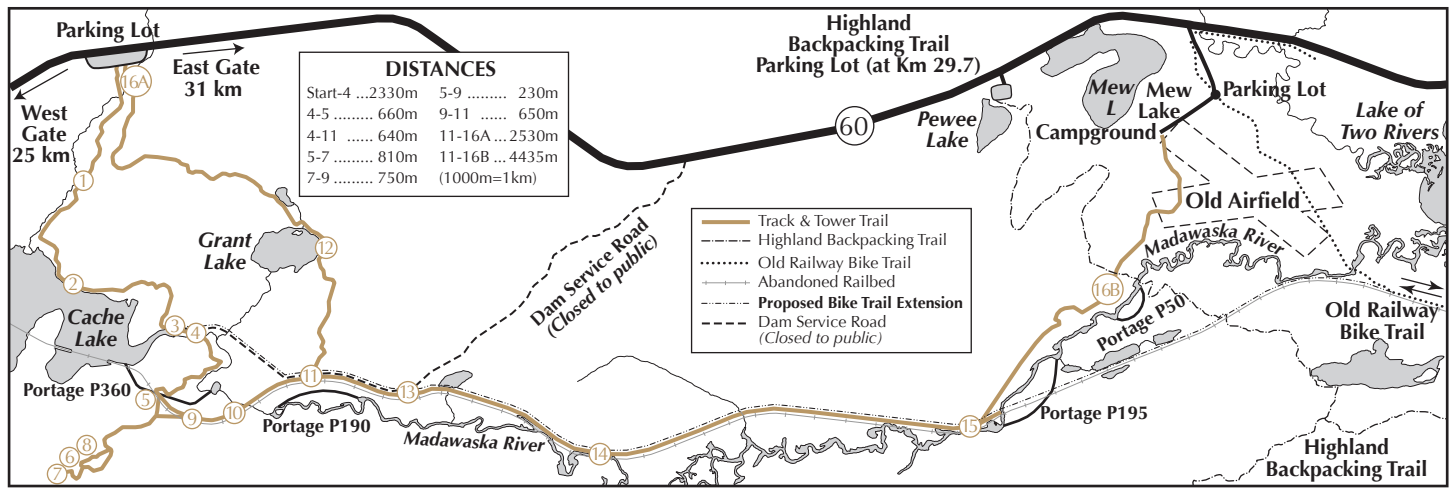 Parking Lot
16A
East Gate
31 km
West
Gate
25 km
DISTANCES
Start-4 ...2330m
4-5 ......... 660m
4-11 ....... 640m
5-7 ......... 810m
7-9 ......... 750m
5-9 ......... 230m
9-11 ...... 650m
11-16A ...2530m
11-16B ... 4435m
(1000m=1km)
Highland
Backpacking Trail
Parking Lot (at Km 29.7)
60
Pewee
Lake
Mew
L
Mew
Lake
Campground
Parking Lot
Lake of
Two Rivers
Old Airfield
Madawaska River
1
Grant
Lake
12
2
Cache
Lake
3
4
Dam Service Road
(Closed to public)
Track & Tower Trail
Highland Backpacking Trail
Old Railway Bike Trail
Abandoned Railbed
Proposed Bike Trail Extension
Dam Service Road
(Closed to public)
16B
Portage P50
Old Railway
Bike Trail
Portage P360
5
9
10
11
13
Portage P190
Madawaska River
8
6
7
14
15
Portage P195
Highland
Backpacking Trail